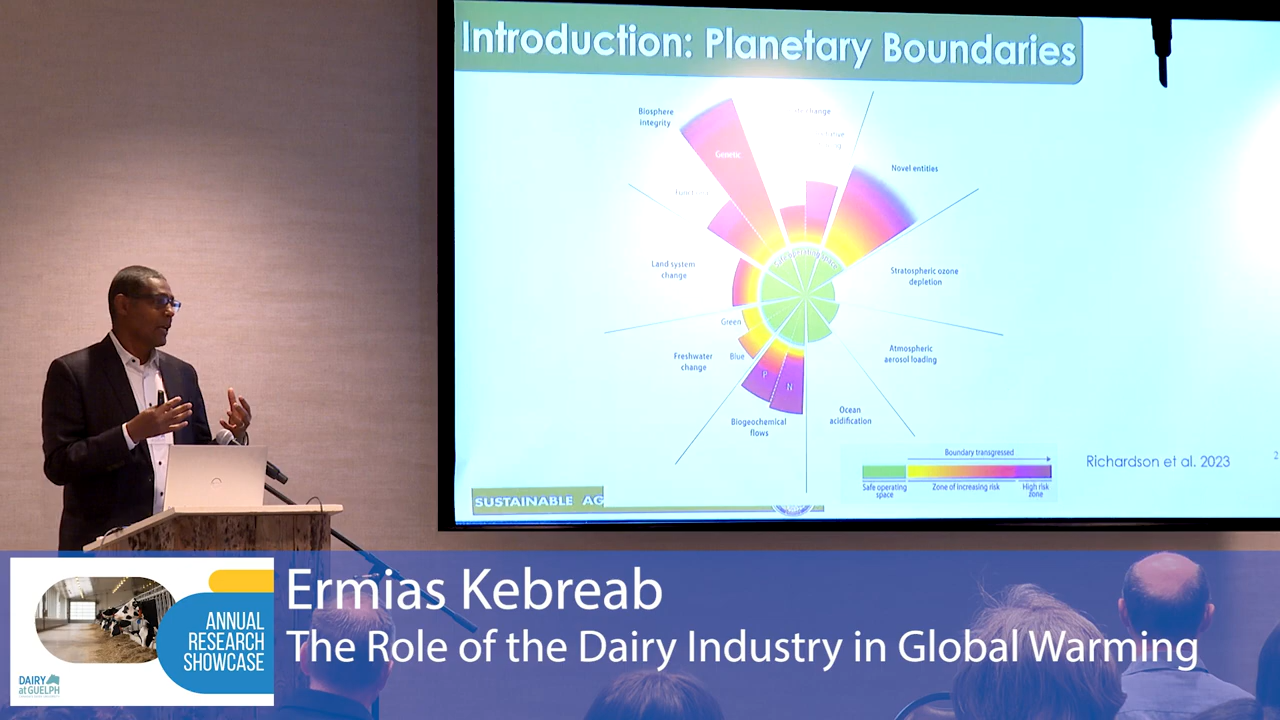 Introduction: Planetary Boundaries
Biosphere
integrity
Genetic
change
Novel entities
Land system
change
Stratospheric ozone
depletion
Green
Blue
Freshwater
change
Atmospheric
aerosol loading
P
N
Biogeochemical
flows
Ocean
acidification
Boundary transgressed
Safe operating
space
Zone of increasing risk
High risk
zone
Richardson et al. 2023
2
SUSTAINABLE AG
ANNUAL
RESEARCH
SHOWCASE
DAIRY
at GUELPH
Ermias Kebreab
The Role of the Dairy Industry in Global Warming